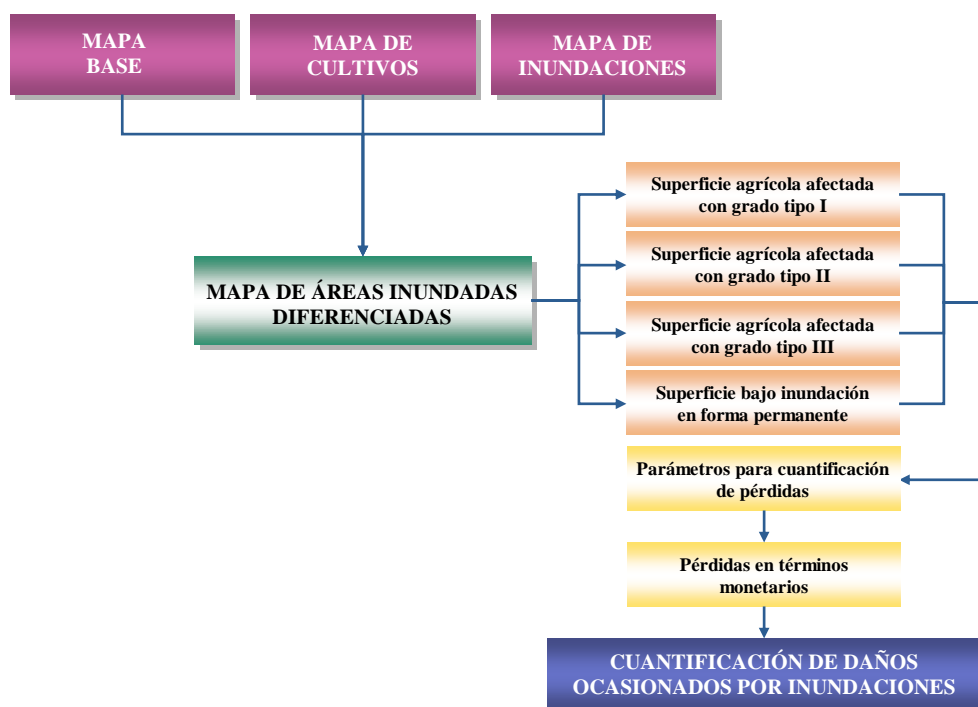 MAPA
BASE
MAPA DE
CULTIVOS
MAPA DE
INUNDACIONES
MAPA DE ÁREAS INUNDADAS
DIFERENCIADAS
Superficie agrícola afectada
con grado tipo I
Superficie agrícola afectada
con grado tipo II
Superficie agrícola afectada
con grado tipo III
Superficie bajo inundación
en forma permanente
Parámetros para cuantificación
de pérdidas
Pérdidas en términos
monetarios
CUANTIFICACIÓN DE DAÑOS
OCASIONADOS POR INUNDACIONES